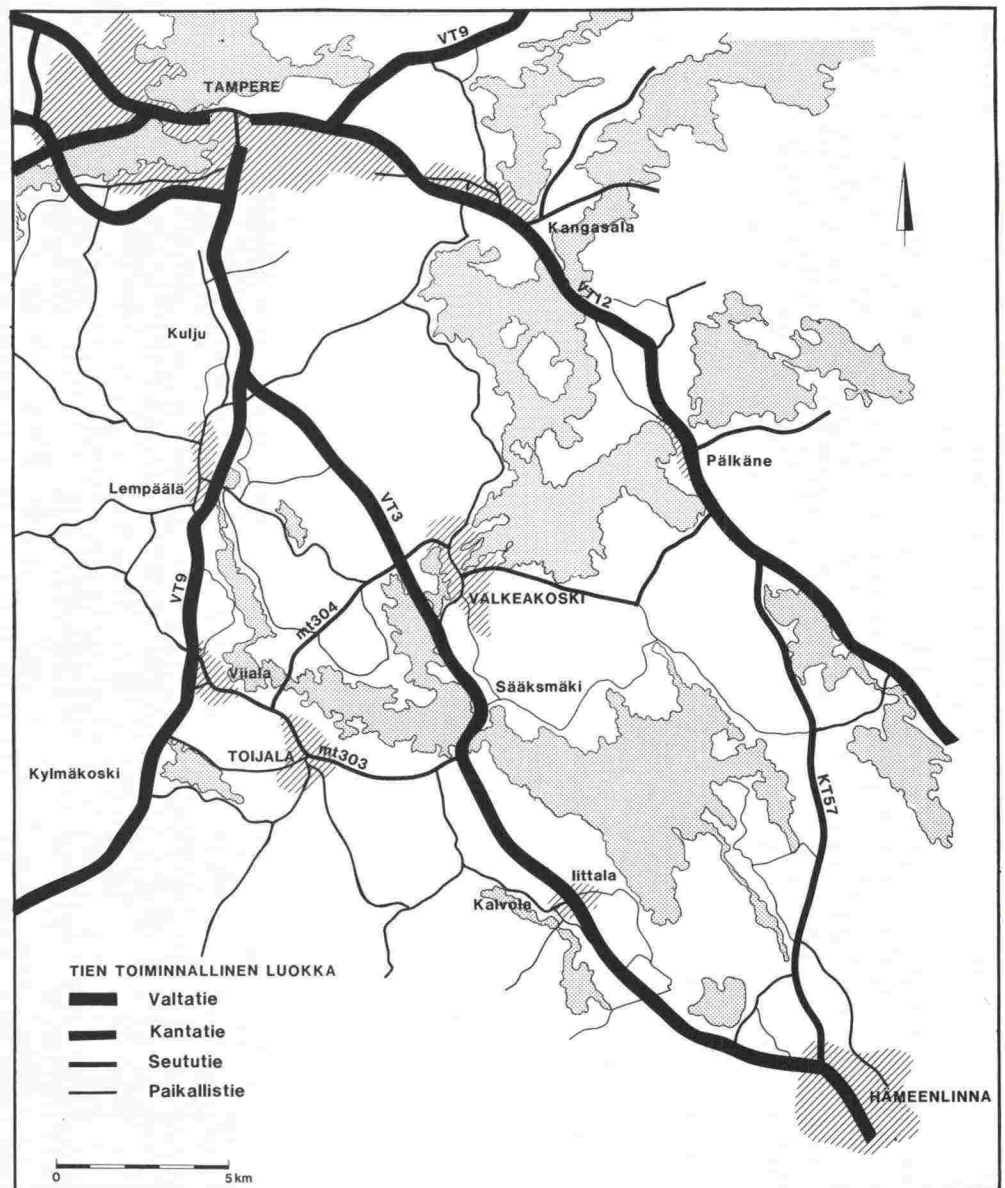 VT9
TAMPERE
Kangasala
VT12
Kulju
Pälkäne
Lempäälä
VT3
VT9
VALKEAKOSKI
mt304
Viiala
Sääksmäki
TOIJALA
mt303
Kylmäkoski
KT57
Iittala
Kalvola
TIEN TOIMINNALLINEN LUOKKA
Valtatie
Kantatie
Seututie
Paikallistie
HÄMEENLINNA
0 5 km